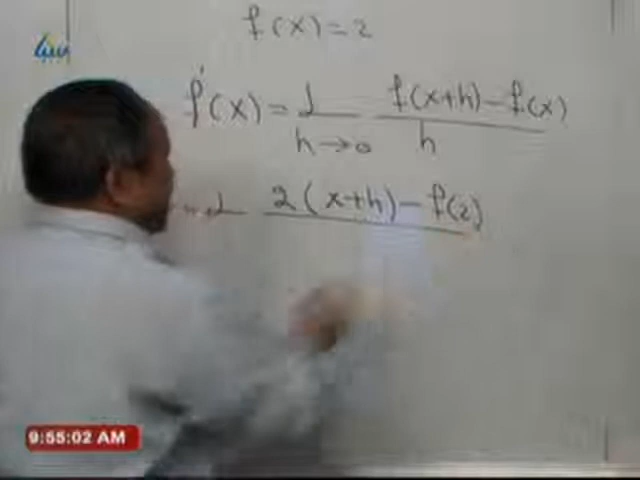 f(x)=2
f'(x)= l f(x+h)-f(x)
h→0 h
l 2(x+h)-f(2)
9:55:02 AM